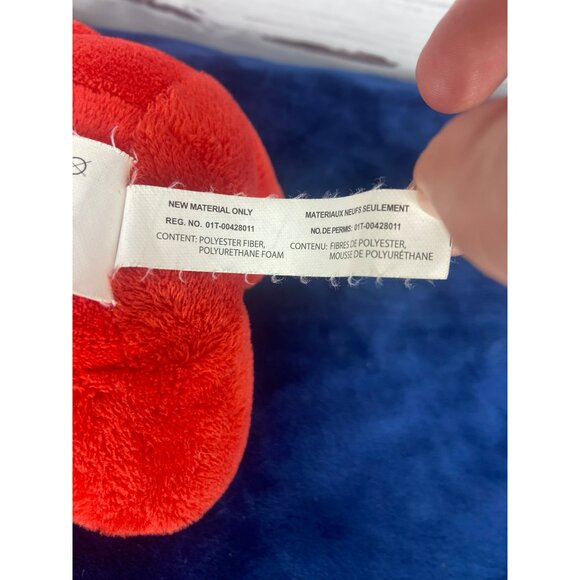 NEW MATERIAL ONLY
REG. NO. 01T-00428011
CONTENT: POLYESTER FIBER,
POLYURETHANE FOAM
MATERIAUX NEUFS SEULEMENT
NO. DE PERMIS: 01T-00428011
CONTENU: FIBRES DE POLYESTER,
MOUSSE DE POLYURÉTHANE